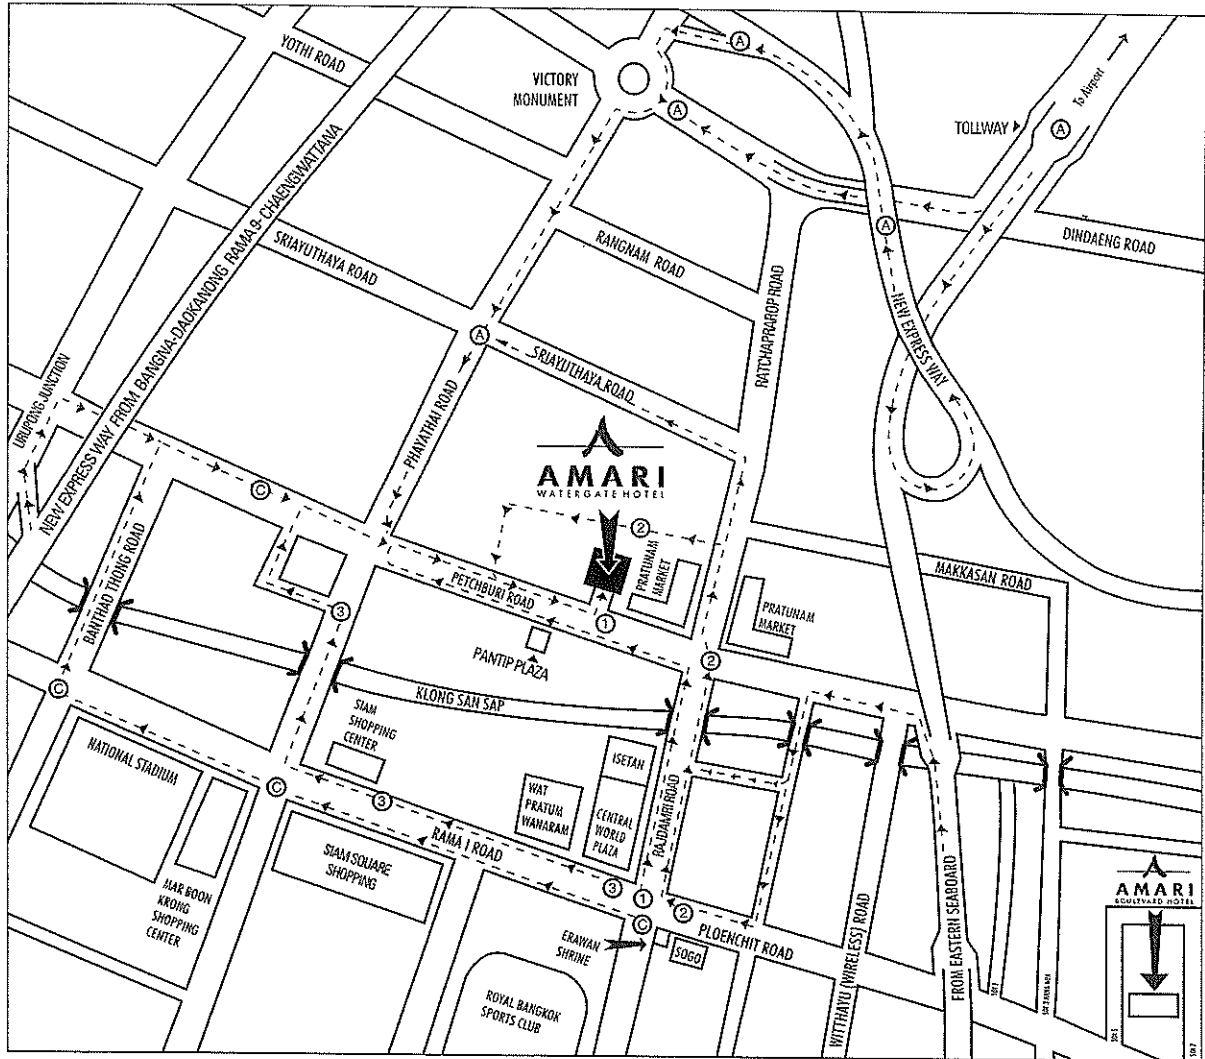 YOTHI ROAD
VICTORY
MONUMENT
A
To Airport
TOLLWAY
A
A
NEW EXPRESS WAY FROM BANGNA-DAOKANONG RAMA 9- CHAENGWATTANA
SRIAYUTHAYA ROAD
RANGNAM ROAD
A
DINDAENG ROAD
RATCHAPRAROP ROAD
NEW EXPRESS WAY
A
SRIAYUTHAYA ROAD
PHAYATHAI ROAD
URUPONG JUNCTION
AMARI
WATERGATE HOTEL
C
2
PETCHBURI ROAD
PRATUNAM
MARKET
MAKKASAN ROAD
PRATUNAM
MARKET
BANTHAD THONG ROAD
3
1
PANTIP PLAZA
2
C
KLONG SAN SAP
SIAM
SHOPPING
CENTER
NATIONAL STADIUM
C
3
ISETAN
WAT
PRATUM
WANARAM
CENTRAL
WORLD
PLAZA
RAJDAMRI ROAD
RAMA I ROAD
SIAM SQUARE
SHOPPING
MAR BOON
KRONG
SHOPPING
CENTER
3
1
C
2
PLOENCHIT ROAD
ERAWAN
SHRINE
SOGO
WITTHAYU (WIRELESS) ROAD
FROM EASTERN SEABOARD
AMARI
BOULEVARD HOTEL
ROYAL BANGKOK
SPORTS CLUB